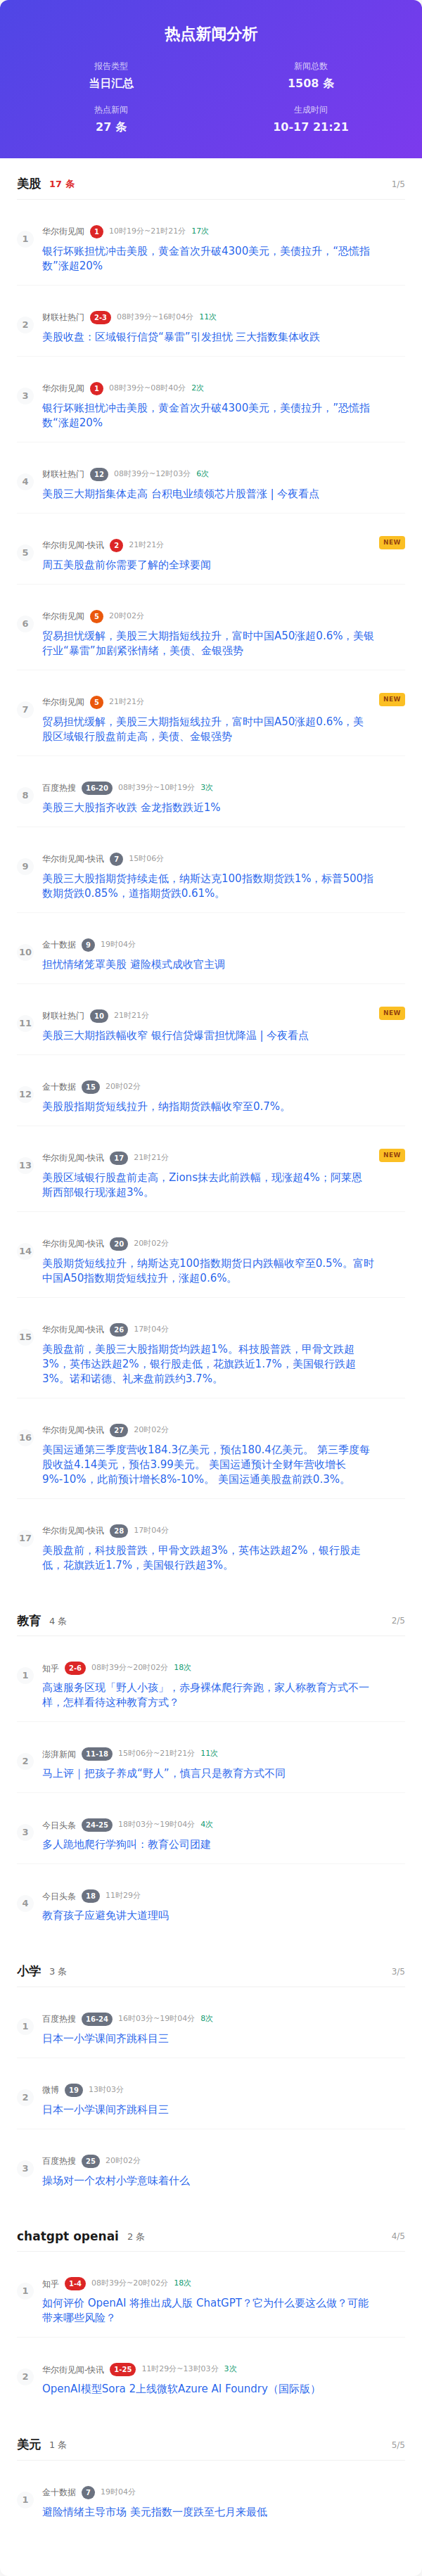 热点新闻分析
报告类型
新闻总数
当日汇总
1508 条
热点新闻
生成时间
27 条
10-17 21:21
美股 17 条 1/5
1
华尔街见闻 1 10时19分~21时21分 17次
银行坏账担忧冲击美股，黄金首次升破4300美元，美债拉升，“恐慌指
数”涨超20%
2
财联社热门 2-3 08时39分~16时04分 11次
美股收盘：区域银行信贷“暴雷”引发担忧 三大指数集体收跌
3
华尔街见闻 1 08时39分~08时40分 2次
银行坏账担忧冲击美股，黄金首次升破4300美元，美债拉升，“恐慌指
数”涨超20%
4
财联社热门 12 08时39分~12时03分 6次
美股三大期指集体走高 台积电业绩领芯片股普涨 | 今夜看点
5
华尔街见闻-快讯 2 21时21分 NEW
周五美股盘前你需要了解的全球要闻
6
华尔街见闻 5 20时02分
贸易担忧缓解，美股三大期指短线拉升，富时中国A50涨超0.6%，美银
行业“暴雷”加剧紧张情绪，美债、金银强势
7
华尔街见闻 5 21时21分 NEW
贸易担忧缓解，美股三大期指短线拉升，富时中国A50涨超0.6%，美
股区域银行股盘前走高，美债、金银强势
8
百度热搜 16-20 08时39分~10时19分 3次
美股三大股指齐收跌 金龙指数跌近1%
9
华尔街见闻-快讯 7 15时06分
美股三大股指期货持续走低，纳斯达克100指数期货跌1%，标普500指
数期货跌0.85%，道指期货跌0.61%。
10
金十数据 9 19时04分
担忧情绪笼罩美股 避险模式成收官主调
11
财联社热门 10 21时21分 NEW
美股三大期指跌幅收窄 银行信贷爆雷担忧降温 | 今夜看点
12
金十数据 15 20时02分
美股股指期货短线拉升，纳指期货跌幅收窄至0.7%。
13
华尔街见闻-快讯 17 21时21分 NEW
美股区域银行股盘前走高，Zions抹去此前跌幅，现涨超4%；阿莱恩
斯西部银行现涨超3%。
14
华尔街见闻-快讯 20 20时02分
美股期货短线拉升，纳斯达克100指数期货日内跌幅收窄至0.5%。富时
中国A50指数期货短线拉升，涨超0.6%。
15
华尔街见闻-快讯 26 17时04分
美股盘前，美股三大股指期货均跌超1%。科技股普跌，甲骨文跌超
3%，英伟达跌超2%，银行股走低，花旗跌近1.7%，美国银行跌超
3%。诺和诺德、礼来盘前跌约3.7%。
16
华尔街见闻-快讯 27 20时02分
美国运通第三季度营收184.3亿美元，预估180.4亿美元。 第三季度每
股收益4.14美元，预估3.99美元。 美国运通预计全财年营收增长
9%-10%，此前预计增长8%-10%。 美国运通美股盘前跌0.3%。
17
华尔街见闻-快讯 28 17时04分
美股盘前，科技股普跌，甲骨文跌超3%，英伟达跌超2%，银行股走
低，花旗跌近1.7%，美国银行跌超3%。
教育 4 条 2/5
1
知乎 2-6 08时39分~20时02分 18次
高速服务区现「野人小孩」，赤身裸体爬行奔跑，家人称教育方式不一
样，怎样看待这种教育方式？
2
澎湃新闻 11-18 15时06分~21时21分 11次
马上评｜把孩子养成“野人”，慎言只是教育方式不同
3
今日头条 24-25 18时03分~19时04分 4次
多人跪地爬行学狗叫：教育公司团建
4
今日头条 18 11时29分
教育孩子应避免讲大道理吗
小学 3 条 3/5
1
百度热搜 16-24 16时03分~19时04分 8次
日本一小学课间齐跳科目三
2
微博 19 13时03分
日本一小学课间齐跳科目三
3
百度热搜 25 20时02分
操场对一个农村小学意味着什么
chatgpt openai 2 条 4/5
1
知乎 1-4 08时39分~20时02分 18次
如何评价 OpenAI 将推出成人版 ChatGPT？它为什么要这么做？可能
带来哪些风险？
2
华尔街见闻-快讯 1-25 11时29分~13时03分 3次
OpenAI模型Sora 2上线微软Azure AI Foundry（国际版）
美元 1 条 5/5
1
金十数据 7 19时04分
避险情绪主导市场 美元指数一度跌至七月来最低